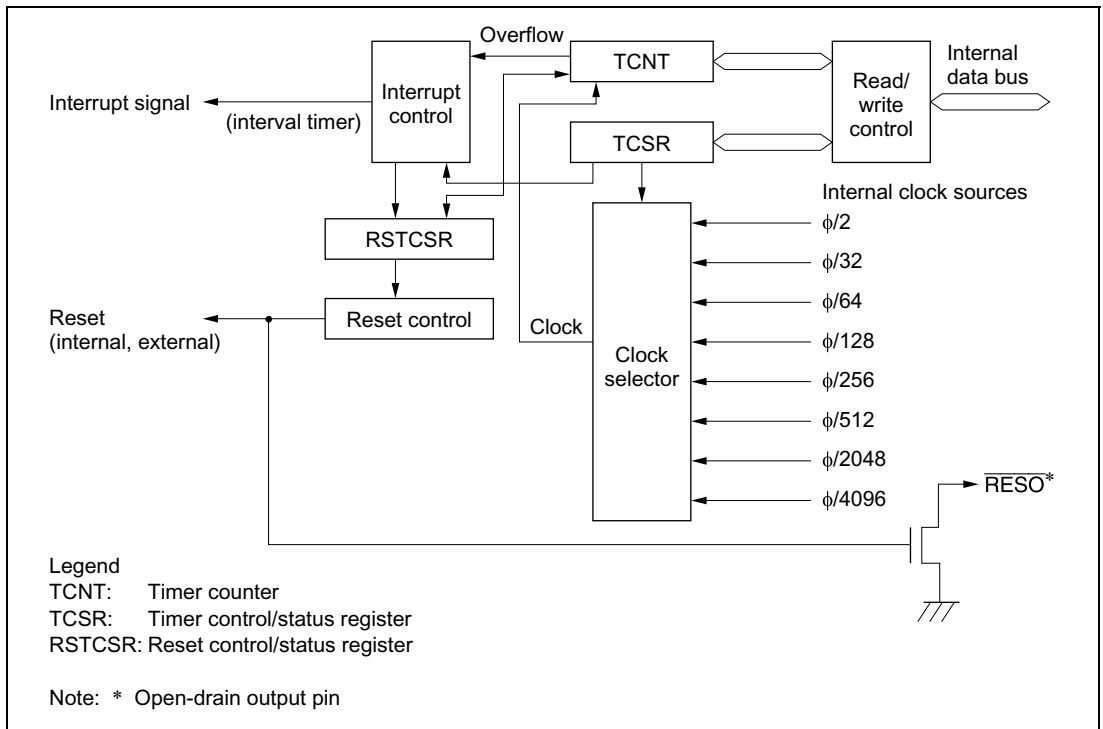 Overflow
TCNT
Internal
data bus
Read/
write
control
Interrupt
control
Interrupt signal
(interval timer)
TCSR
Internal clock sources
RSTCSR
ϕ/2
ϕ/32
ϕ/64
ϕ/128
ϕ/256
ϕ/512
ϕ/2048
ϕ/4096
Reset
(internal, external)
Reset control
Clock
Clock
selector
RESO*
Legend
TCNT: Timer counter
TCSR: Timer control/status register
RSTCSR: Reset control/status register
Note: * Open-drain output pin